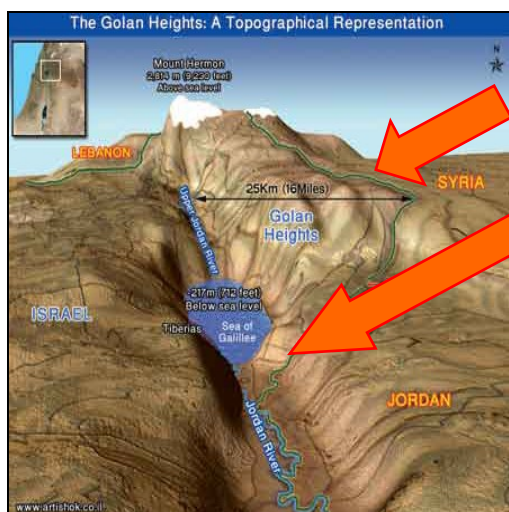 The Golan Heights: A Topographical Representation
N
Mount Hermon
2,814 m (9,230 feet)
Above sea level
LEBANON
SYRIA
25Km (16Miles)
Golan
Heights
Upper Jordan River
-217m (712 feet)
Below sea level
ISRAEL
Tiberias
Sea of
Galilee
JORDAN
Jordan River
www.artishok.co.il